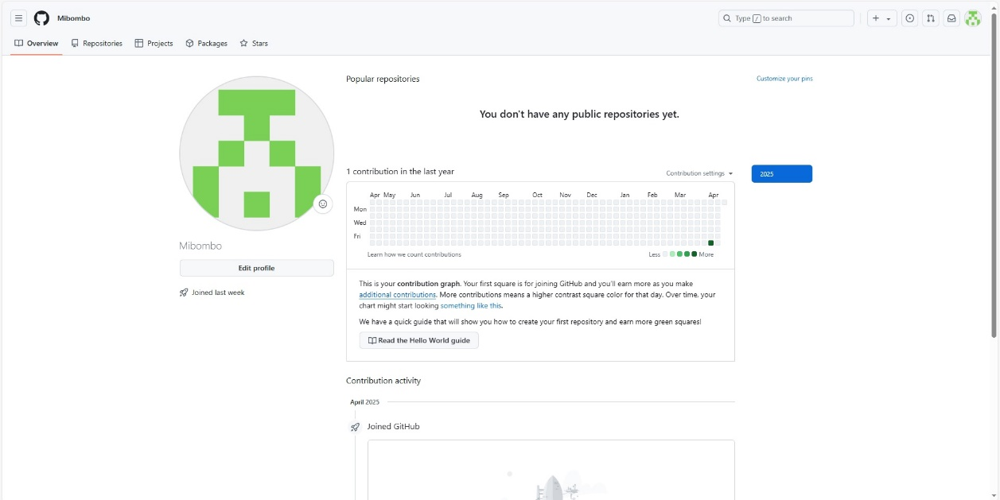 Mibombo
Type / to search
Overview Repositories Projects Packages Stars
Popular repositories
Customize your pins
You don't have any public repositories yet.
1 contribution in the last year
Contribution settings
2025
Apr May Jun Jul Aug Sep Oct Nov Dec Jan Feb Mar Apr
Mon
Wed
Fri
Learn how we count contributions
Less More
Mibombo
Edit profile
Joined last week
This is your contribution graph. Your first square is for joining GitHub and you'll earn more as you make
additional contributions. More contributions means a higher contrast square color for that day. Over time, your
chart might start looking something like this.
We have a quick guide that will show you how to create your first repository and earn more green squares!
Read the Hello World guide
Contribution activity
April 2025
Joined GitHub